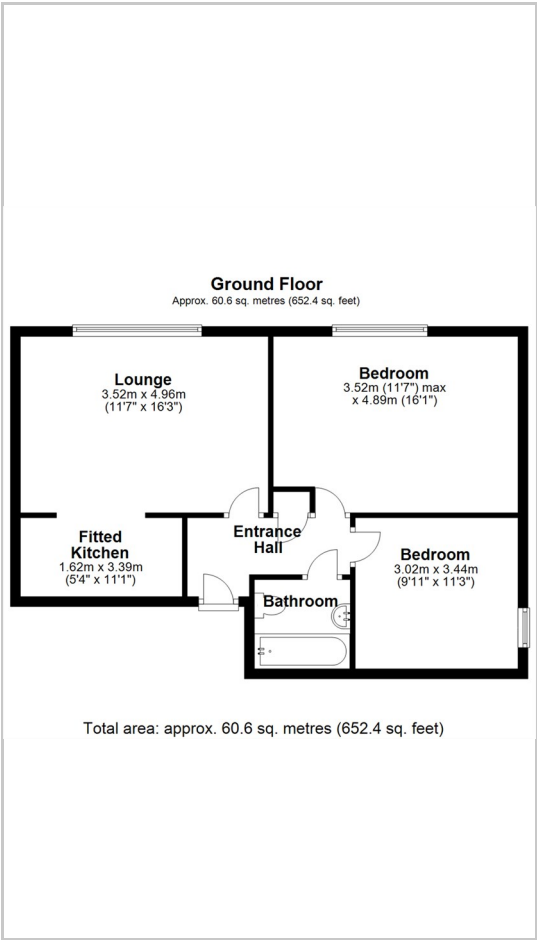 Ground Floor
Approx. 60.6 sq. metres (652.4 sq. feet)
Lounge
3.52m x 4.96m
(11'7" x 16'3")
Bedroom
3.52m (11'7") max
x 4.89m (16'1")
Fitted
Kitchen
1.62m x 3.39m
(5'4" x 11'1")
Entrance
Hall
Bedroom
3.02m x 3.44m
(9'11" x 11'3")
Bathroom
Total area: approx. 60.6 sq. metres (652.4 sq. feet)